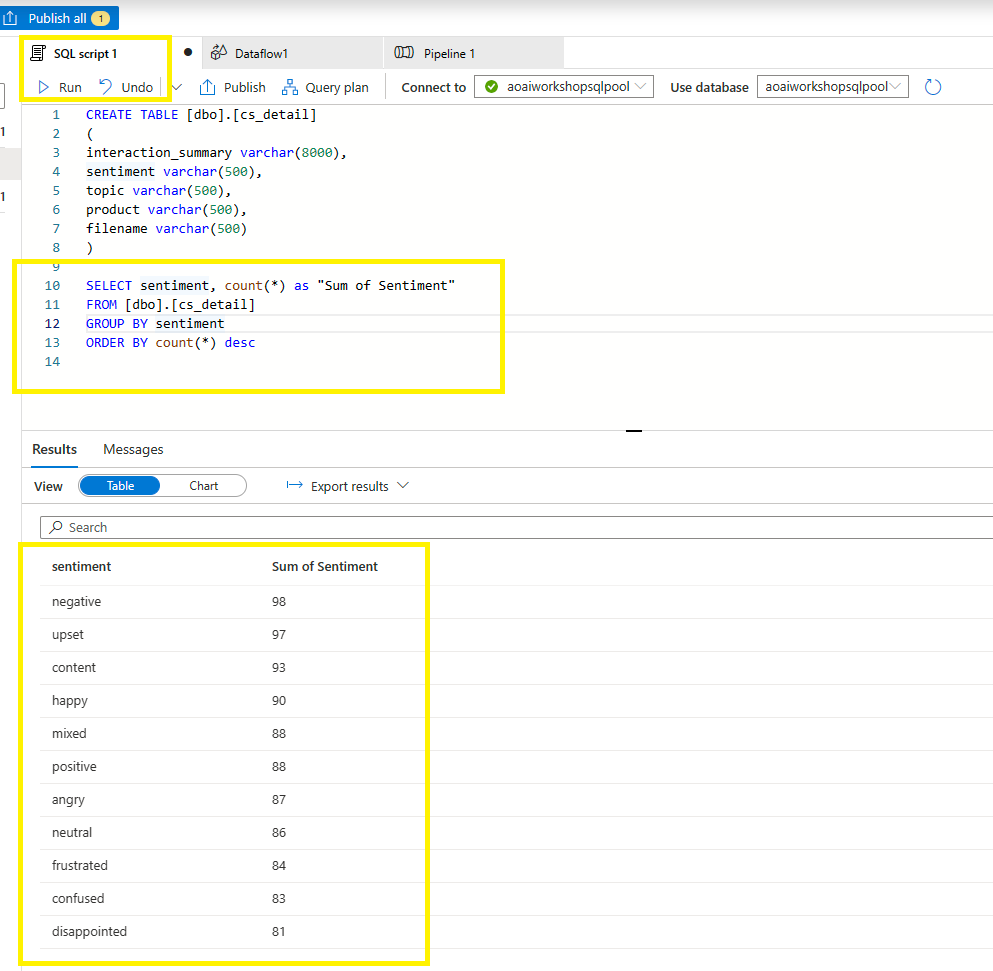 Publish all 1
SQL script 1
Dataflow1
Pipeline 1
Run
Undo
Publish
Query plan
Connect to
aoaiworkshopsqlpool
Use database
aoaiworkshopsqlpool
1
1
1 CREATE TABLE [dbo].[cs_detail]
2 (
3 interaction_summary varchar(8000),
4 sentiment varchar(500),
5 topic varchar(500),
6 product varchar(500),
7 filename varchar(500)
8 )
9
10 SELECT sentiment, count(*) as "Sum of Sentiment"
11 FROM [dbo].[cs_detail]
12 GROUP BY sentiment
13 ORDER BY count(*) desc
14
Results Messages
View Table Chart Export results
Search
sentiment Sum of Sentiment
negative 98
upset 97
content 93
happy 90
mixed 88
positive 88
angry 87
neutral 86
frustrated 84
confused 83
disappointed 81